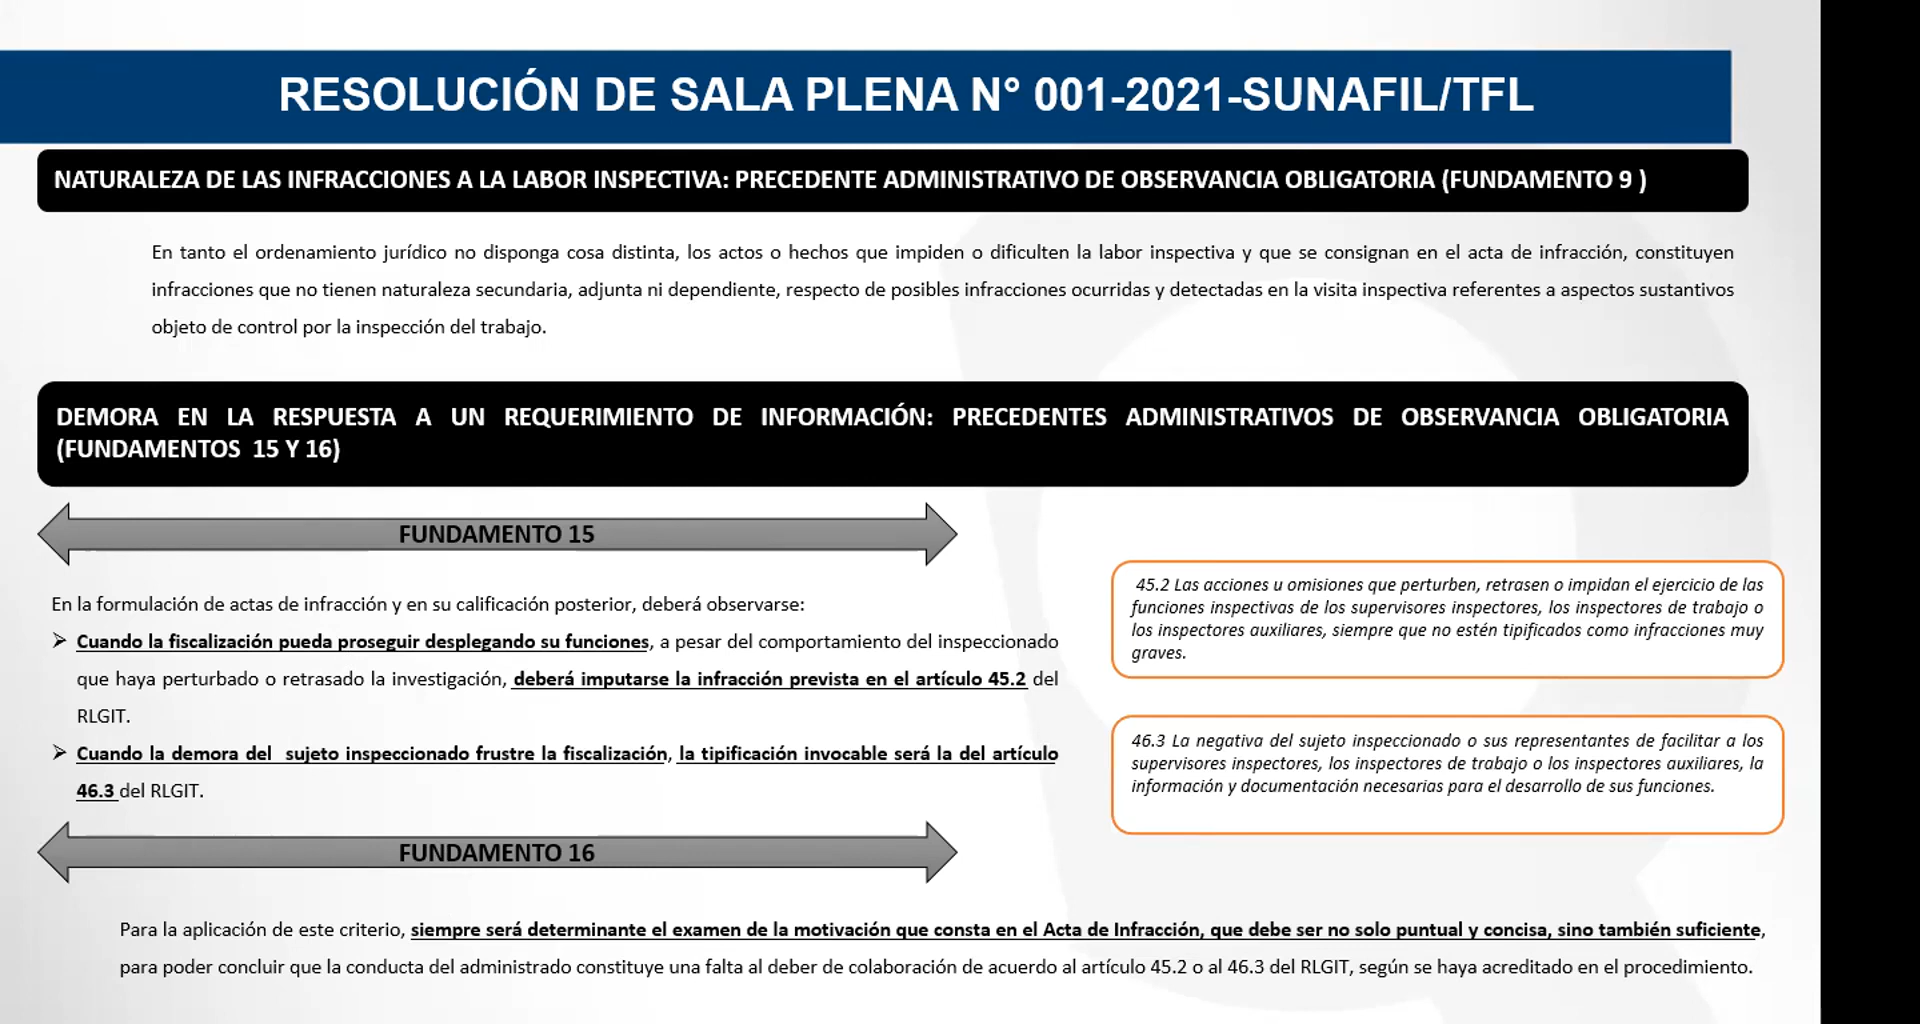 RESOLUCIÓN DE SALA PLENA N° 001-2021-SUNAFIL/TFL
NATURALEZA DE LAS INFRACCIONES A LA LABOR INSPECTIVA: PRECEDENTE ADMINISTRATIVO DE OBSERVANCIA OBLIGATORIA (FUNDAMENTO 9 )
En tanto el ordenamiento jurídico no disponga cosa distinta, los actos o hechos que impiden o dificulten la labor inspectiva y que se consignan en el acta de infracción, constituyen
infracciones que no tienen naturaleza secundaria, adjunta ni dependiente, respecto de posibles infracciones ocurridas y detectadas en la visita inspectiva referentes a aspectos sustantivos
objeto de control por la inspección del trabajo.
DEMORA EN LA RESPUESTA A UN REQUERIMIENTO DE INFORMACIÓN: PRECEDENTES ADMINISTRATIVOS DE OBSERVANCIA OBLIGATORIA
(FUNDAMENTOS 15 Y 16)
FUNDAMENTO 15
En la formulación de actas de infracción y en su calificación posterior, deberá observarse:
➢ Cuando la fiscalización pueda proseguir desplegando su funciones, a pesar del comportamiento del inspeccionado
que haya perturbado o retrasado la investigación, deberá imputarse la infracción prevista en el artículo 45.2 del
RLGIT.
➢ Cuando la demora del sujeto inspeccionado frustre la fiscalización, la tipificación invocable será la del artículo
46.3 del RLGIT.
45.2 Las acciones u omisiones que perturben, retrasen o impidan el ejercicio de las
funciones inspectivas de los supervisores inspectores, los inspectores de trabajo o
los inspectores auxiliares, siempre que no estén tipificados como infracciones muy
graves.
46.3 La negativa del sujeto inspeccionado o sus representantes de facilitar a los
supervisores inspectores, los inspectores de trabajo o los inspectores auxiliares, la
información y documentación necesarias para el desarrollo de sus funciones.
FUNDAMENTO 16
Para la aplicación de este criterio, siempre será determinante el examen de la motivación que consta en el Acta de Infracción, que debe ser no solo puntual y concisa, sino también suficiente,
para poder concluir que la conducta del administrado constituye una falta al deber de colaboración de acuerdo al artículo 45.2 o al 46.3 del RLGIT, según se haya acreditado en el procedimiento.